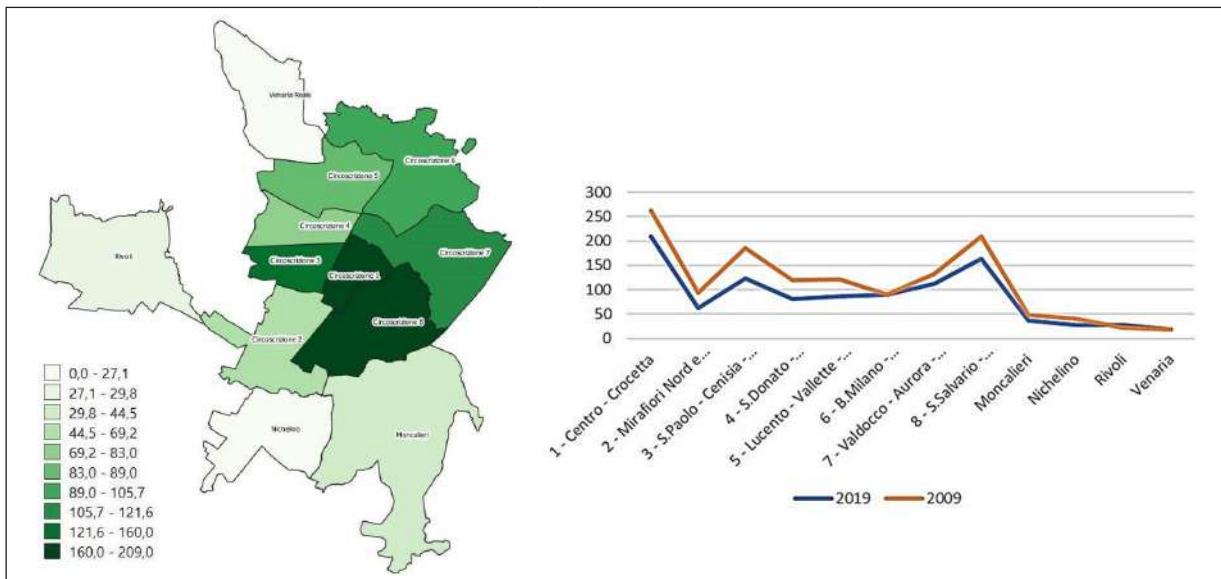 Venaria Reale
Circoscrizione 6
Circoscrizione 5
Circoscrizione 4
Circoscrizione 7
Rivoli
Circoscrizione 3
Circoscrizione 1
Circoscrizione 8
Circoscrizione 2
Nichelino
Moncalieri
0,0 - 27,1
27,1 - 29,8
29,8 - 44,5
44,5 - 69,2
69,2 - 83,0
83,0 - 89,0
89,0 - 105,7
105,7 - 121,6
121,6 - 160,0
160,0 - 209,0
300
250
200
150
100
50
0
1 - Centro - Crocetta
2 - Mirafiori Nord e...
3 - S.Paolo - Cenisia -...
4 - S.Donato -...
5 - Lucento - Vallette -...
6 - B.Milano -...
7 - Valdocco - Aurora -...
8 - S.Salvario -...
Moncalieri
Nichelino
Rivoli
Venaria
2019
2009